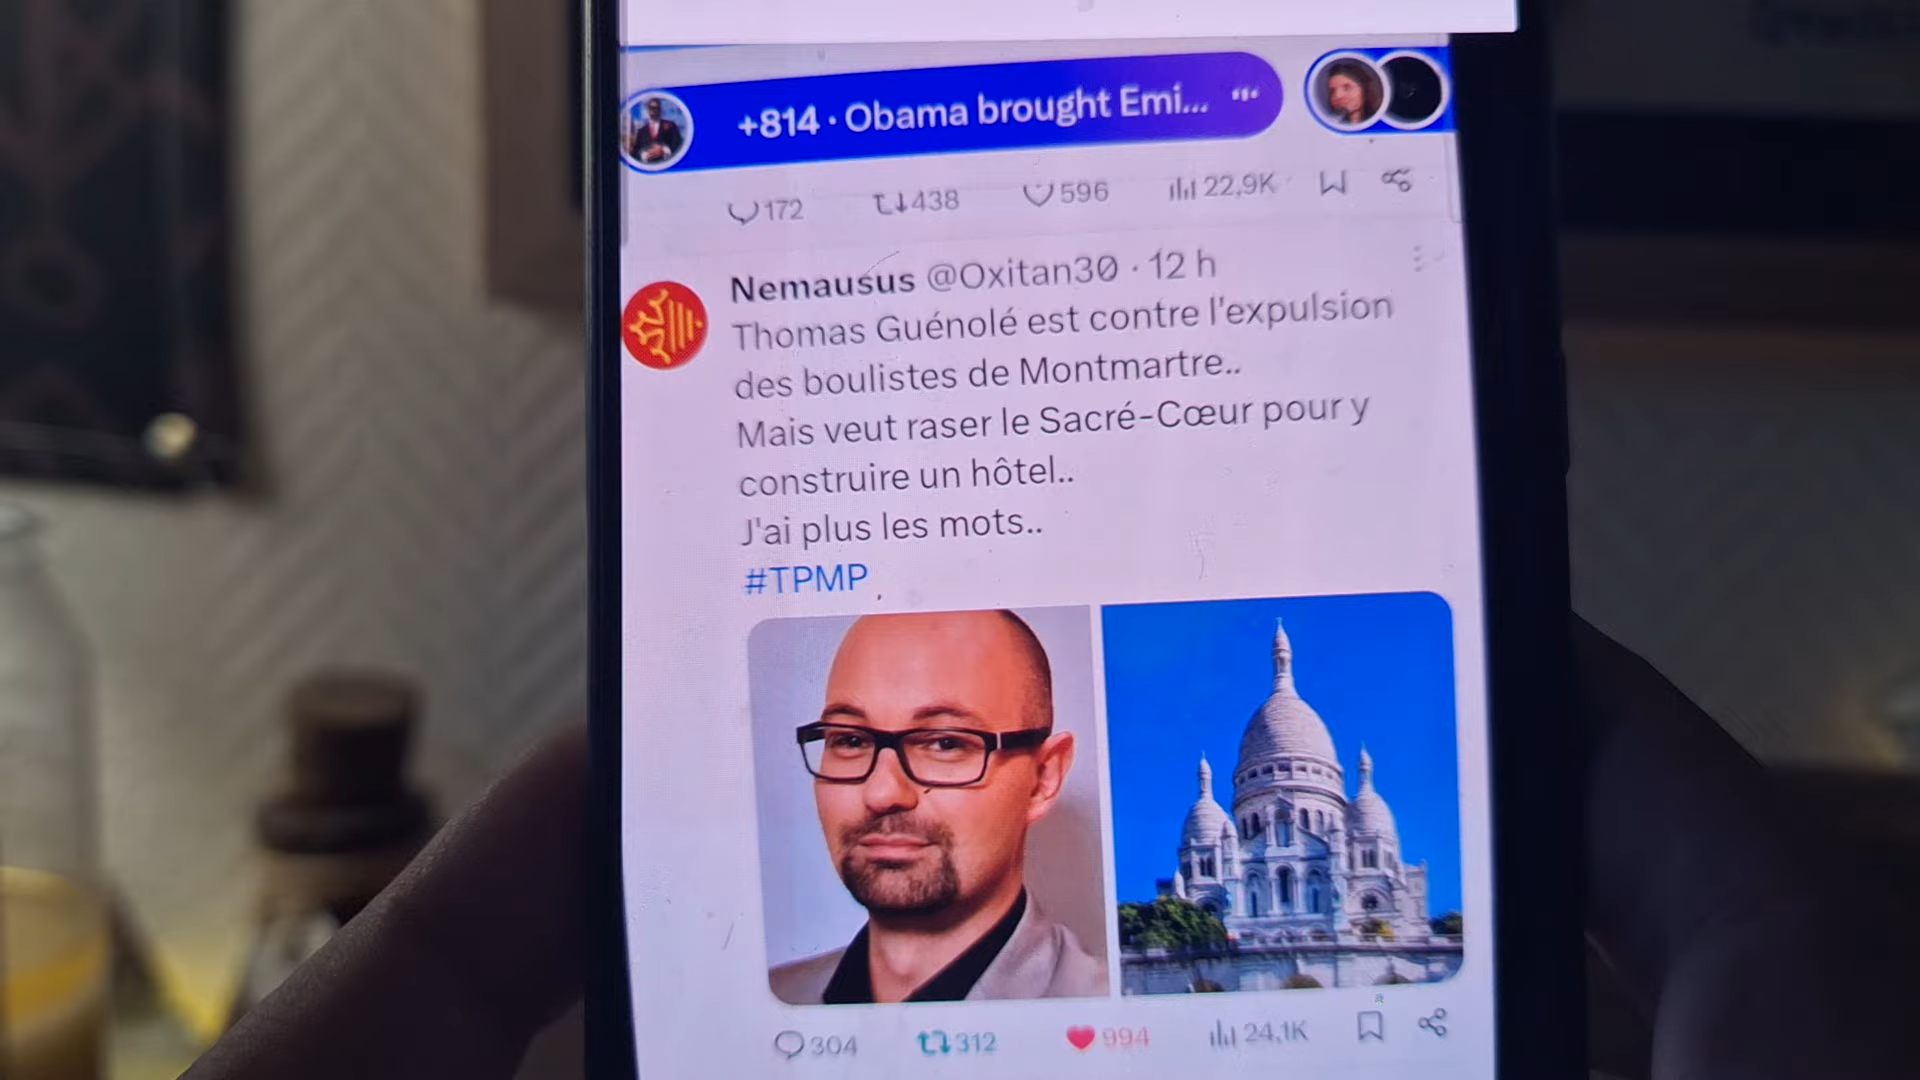 +814 · Obama brought Emi...
172 438 596 22,9K
Nemausus @Oxitan30 · 12 h
Thomas Guénolé est contre l'expulsion
des boulistes de Montmartre..
Mais veut raser le Sacré-Cœur pour y
construire un hôtel..
J'ai plus les mots..
#TPMP
304 312 994 24,1K